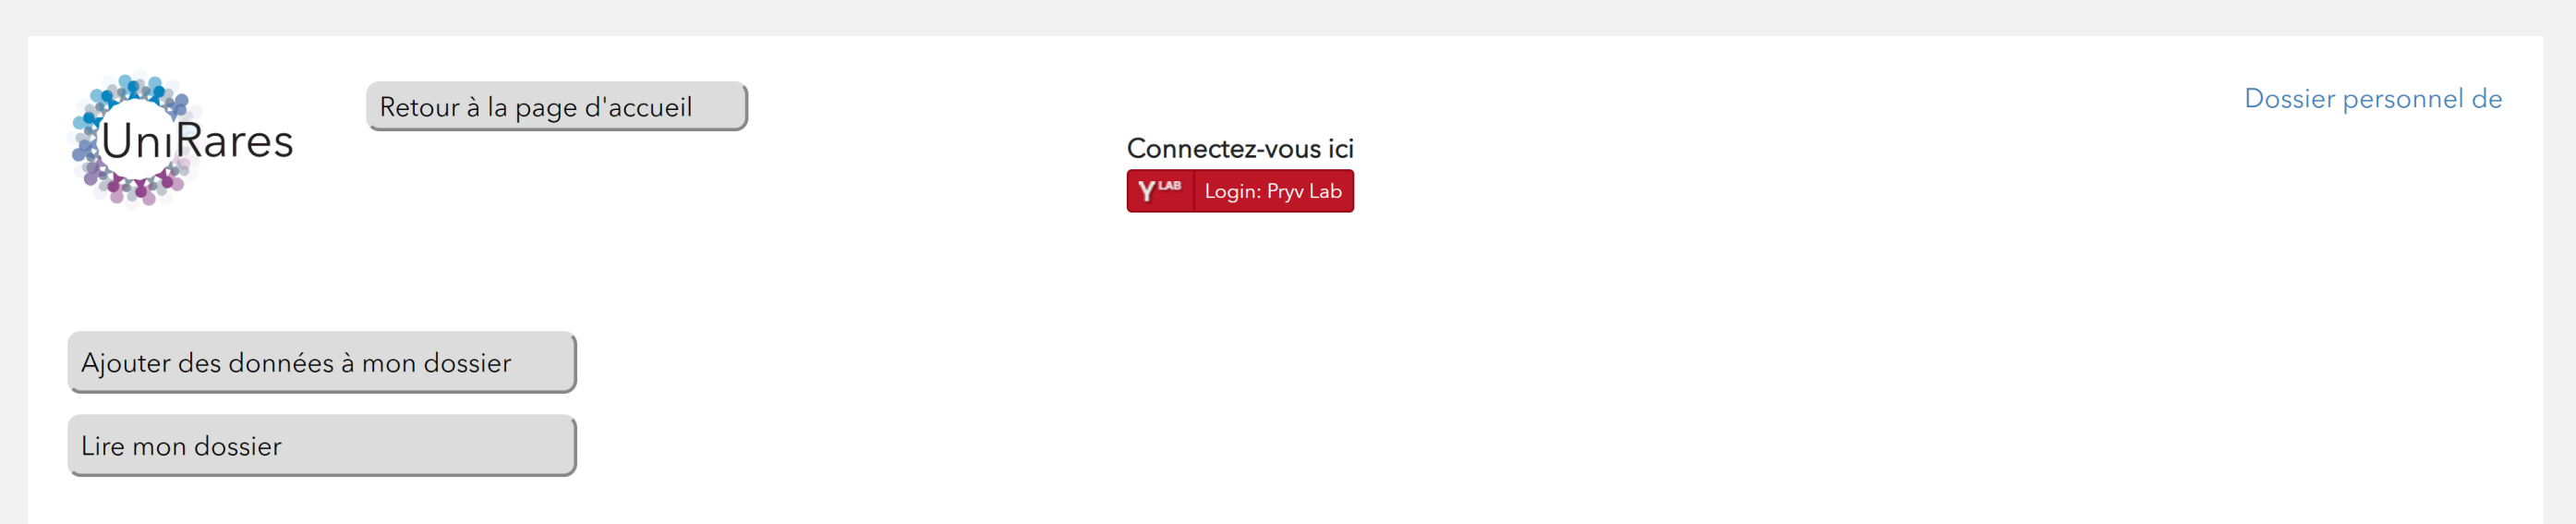 UniRares
Retour à la page d'accueil
Dossier personnel de
Connectez-vous ici
Y LAB Login: Pryv Lab
Ajouter des données à mon dossier
Lire mon dossier